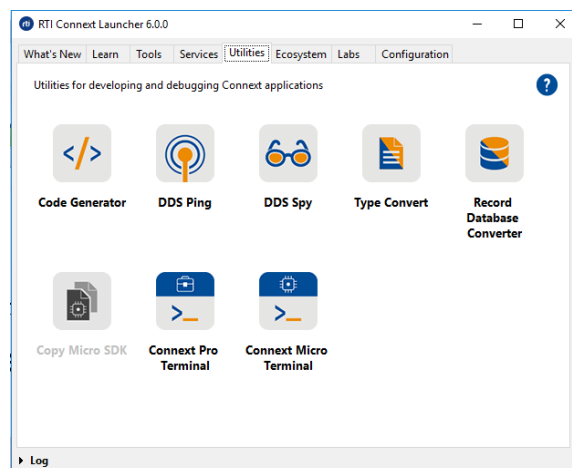 rti RTI Connext Launcher 6.0.0
What's New Learn Tools Services Utilities Ecosystem Labs Configuration
Utilities for developing and debugging Connext applications ?
</> 
Code Generator DDS Ping DDS Spy Type Convert Record
Database
Converter
>_ >_
Copy Micro SDK Connext Pro Connext Micro
Terminal Terminal
Log